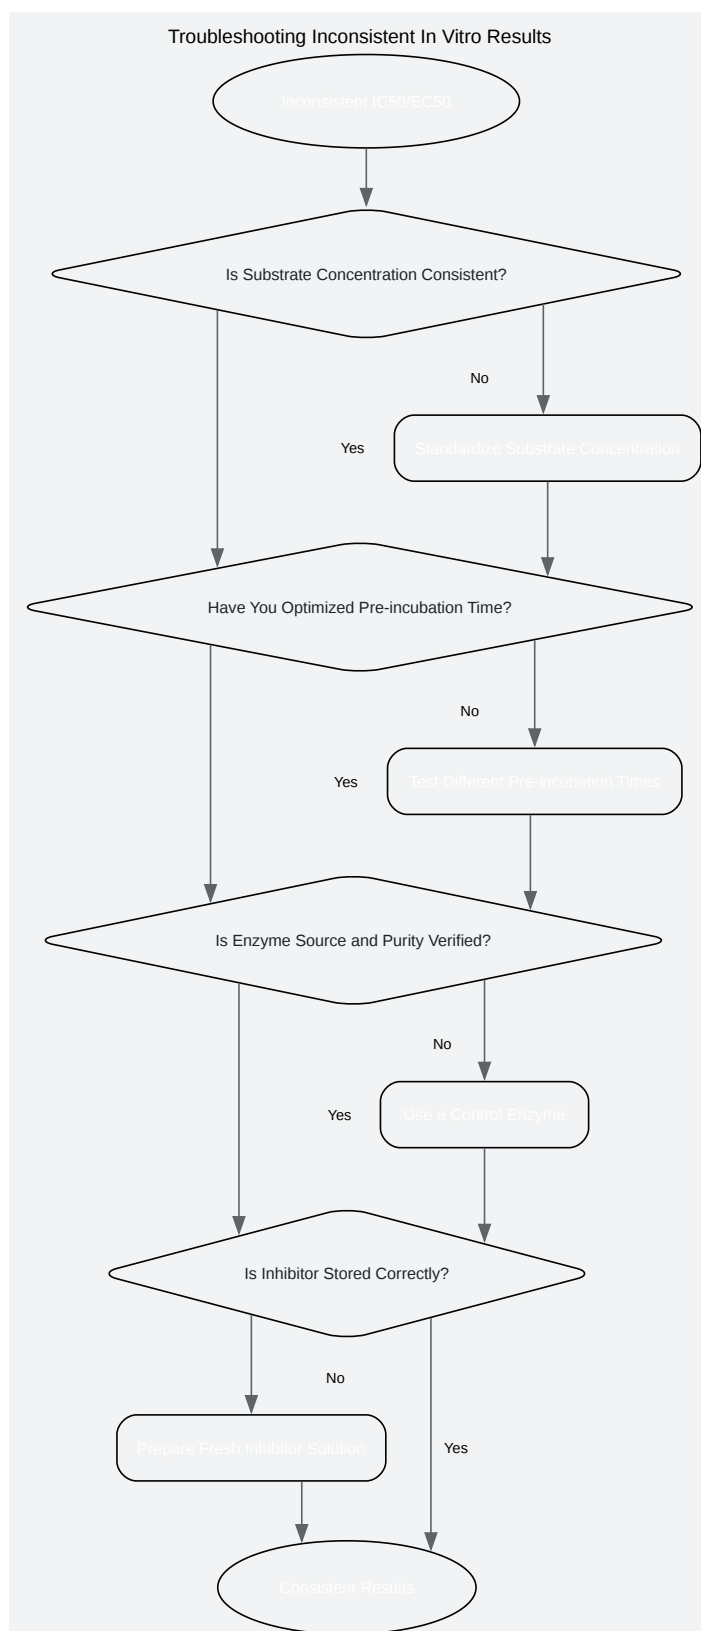 Troubleshooting Inconsistent In Vitro Results
Inconsistent IC50/EC50
Is Substrate Concentration Consistent?
No
Yes
Standardize Substrate Concentration
Have You Optimized Pre-incubation Time?
No
Yes
Test Different Pre-incubation Times
Is Enzyme Source and Purity Verified?
No
Yes
Use a Control Enzyme
Is Inhibitor Stored Correctly?
No
Prepare Fresh Inhibitor Solution
Yes
Consistent Results